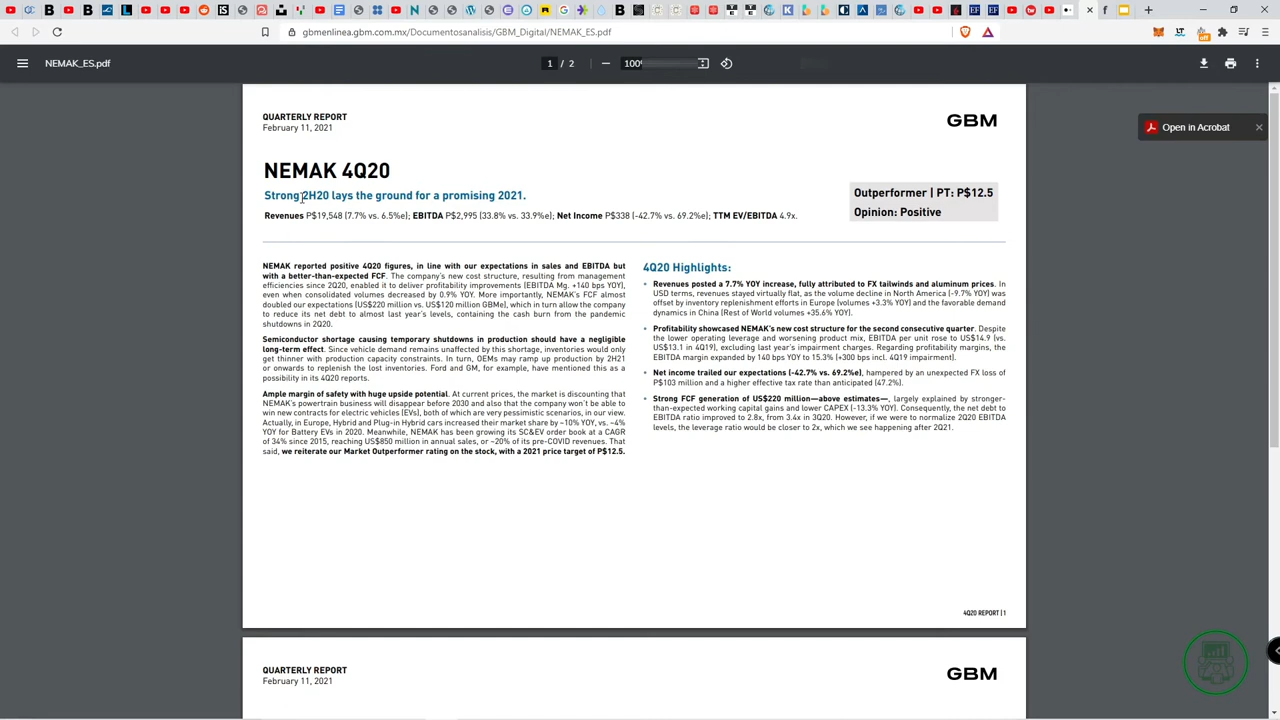 gbmenlinea.gbm.com.mx/Documentosanalisis/GBM_Digital/NEMAK_ES.pdf
NEMAK_ES.pdf
1 / 2
100%
Open in Acrobat
QUARTERLY REPORT
February 11, 2021
GBM
NEMAK 4Q20
Strong 2H20 lays the ground for a promising 2021.
Revenues P$19,548 (7.7% vs. 6.5%e); EBITDA P$2,995 (33.8% vs. 33.9%e); Net Income P$338 (-42.7% vs. 69.2%e); TTM EV/EBITDA 4.9x.
Outperformer | PT: P$12.5
Opinion: Positive
NEMAK reported positive 4Q20 figures, in line with our expectations in sales and EBITDA but
with a better-than-expected FCF. The company's new cost structure, resulting from management
efficiencies since 2Q20, enabled it to deliver profitability improvements (EBITDA Mg. +140 bps YOY),
even when consolidated volumes decreased by 0.9% YOY. More importantly, NEMAK's FCF almost
doubled our expectations (US$220 million vs. US$120 million GBMe), which in turn allow the company
to reduce its net debt to almost last year's levels, containing the cash burn from the pandemic
shutdowns in 2Q20.
Semiconductor shortage causing temporary shutdowns in production should have a negligible
long-term effect. Since vehicle demand remains unaffected by this shortage, inventories would only
get thinner with production capacity constraints. In turn, OEMs may ramp up production by 2H21
or onwards to replenish the lost inventories. Ford and GM, for example, have mentioned this as a
possibility in its 4Q20 reports.
Ample margin of safety with huge upside potential. At current prices, the market is discounting that
NEMAK's powertrain business will disappear before 2030 and also that the company won't be able to
win new contracts for electric vehicles (EVs), both of which are very pessimistic scenarios, in our view.
Actually, in Europe, Hybrid and Plug-in Hybrid cars increased their market share by ~10% YOY, vs. ~4%
YOY for Battery EVs in 2020. Meanwhile, NEMAK has been growing its SC&EV order book at a CAGR
of 34% since 2015, reaching US$850 million in annual sales, or ~20% of its pre-COVID revenues. That
said, we reiterate our Market Outperformer rating on the stock, with a 2021 price target of P$12.5.
4Q20 Highlights:
• Revenues posted a 7.7% YOY increase, fully attributed to FX tailwinds and aluminum prices. In
USD terms, revenues stayed virtually flat, as the volume decline in North America (-9.7% YOY) was
offset by inventory replenishment efforts in Europe (volumes +3.3% YOY) and the favorable demand
dynamics in China (Rest of World volumes +35.6% YOY).
• Profitability showcased NEMAK's new cost structure for the second consecutive quarter. Despite
the lower operating leverage and worsening product mix, EBITDA per unit rose to US$14.9 (vs.
US$13.1 in 4Q19), excluding last year's impairment charges. Regarding profitability margins, the
EBITDA margin expanded by 140 bps YOY to 15.3% (+300 bps incl. 4Q19 impairment).
• Net income trailed our expectations (-42.7% vs. 69.2%e), hampered by an unexpected FX loss of
P$103 million and a higher effective tax rate than anticipated (47.2%).
• Strong FCF generation of US$220 million—above estimates—, largely explained by stronger-
than-expected working capital gains and lower CAPEX (-13.3% YOY). Consequently, the net debt to
EBITDA ratio improved to 2.8x, from 3.4x in 3Q20. However, if we were to normalize 2Q20 EBITDA
levels, the leverage ratio would be closer to 2x, which we see happening after 2Q21.
4Q20 REPORT | 1
QUARTERLY REPORT
February 11, 2021
GBM